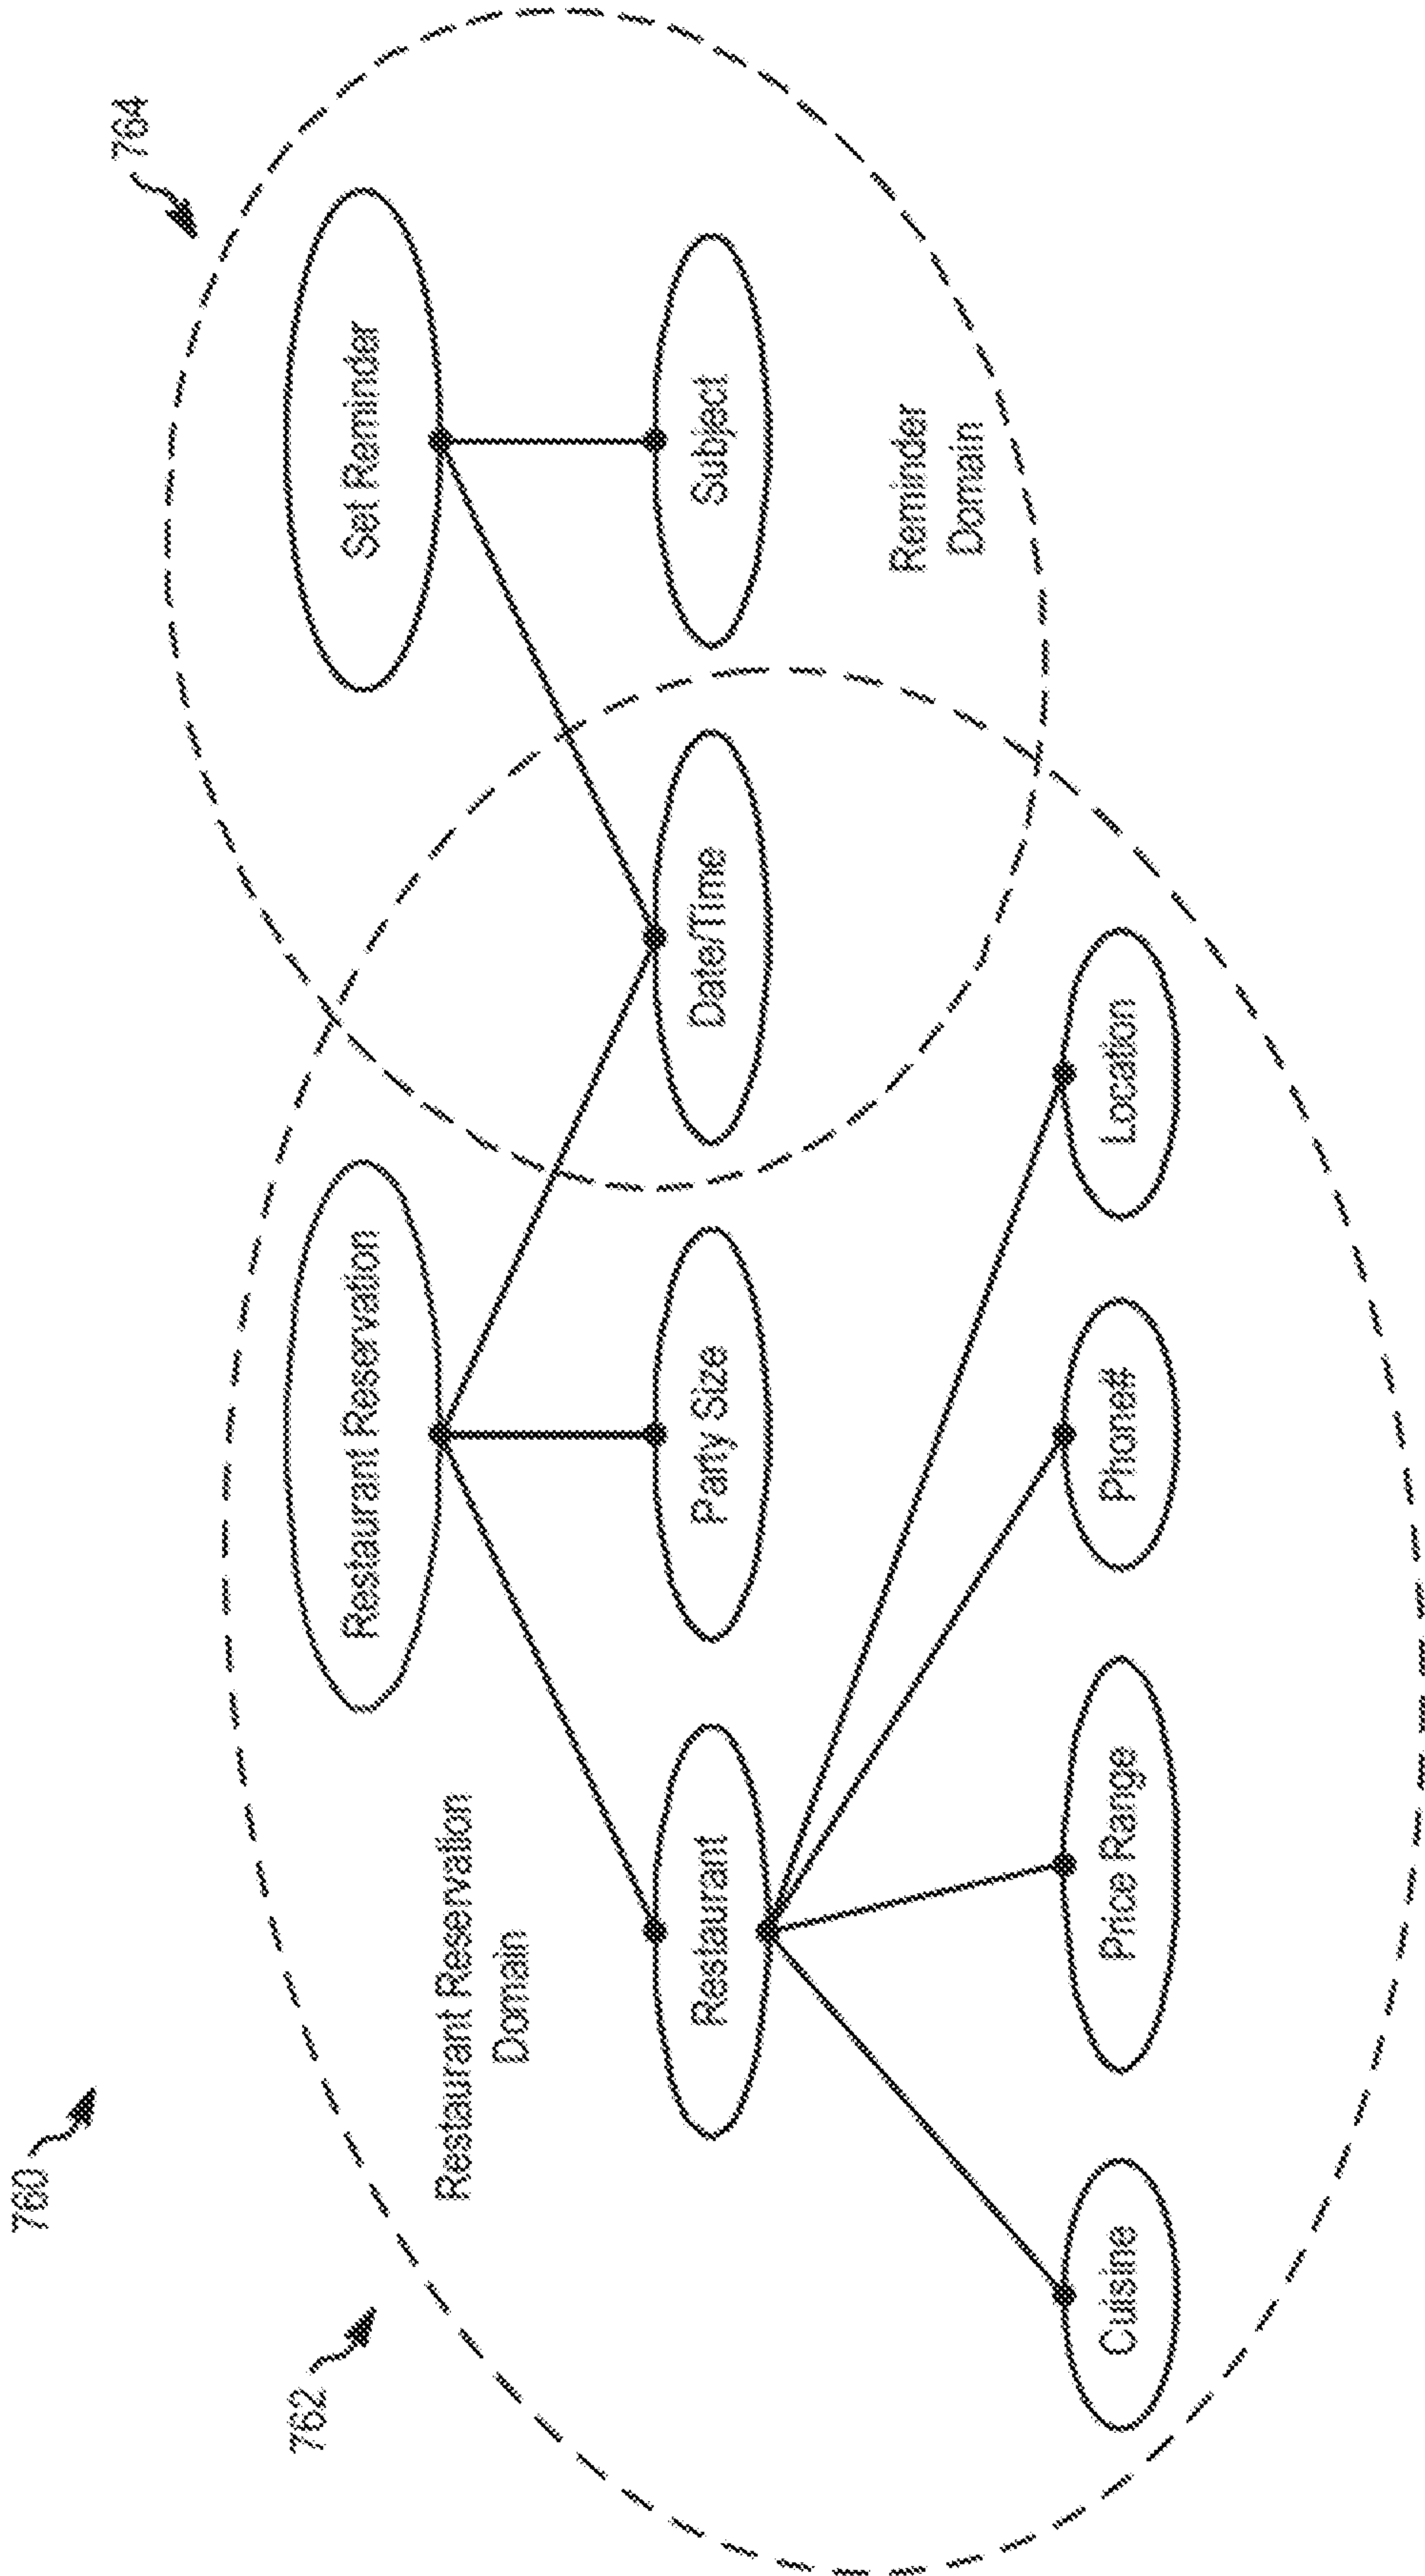 760
762
764
Restaurant Reservation
Set Reminder
Restaurant Reservation
Domain
Restaurant
Party Size
Date/Time
Subject
Reminder
Domain
Cuisine
Price Range
Phone#
Location